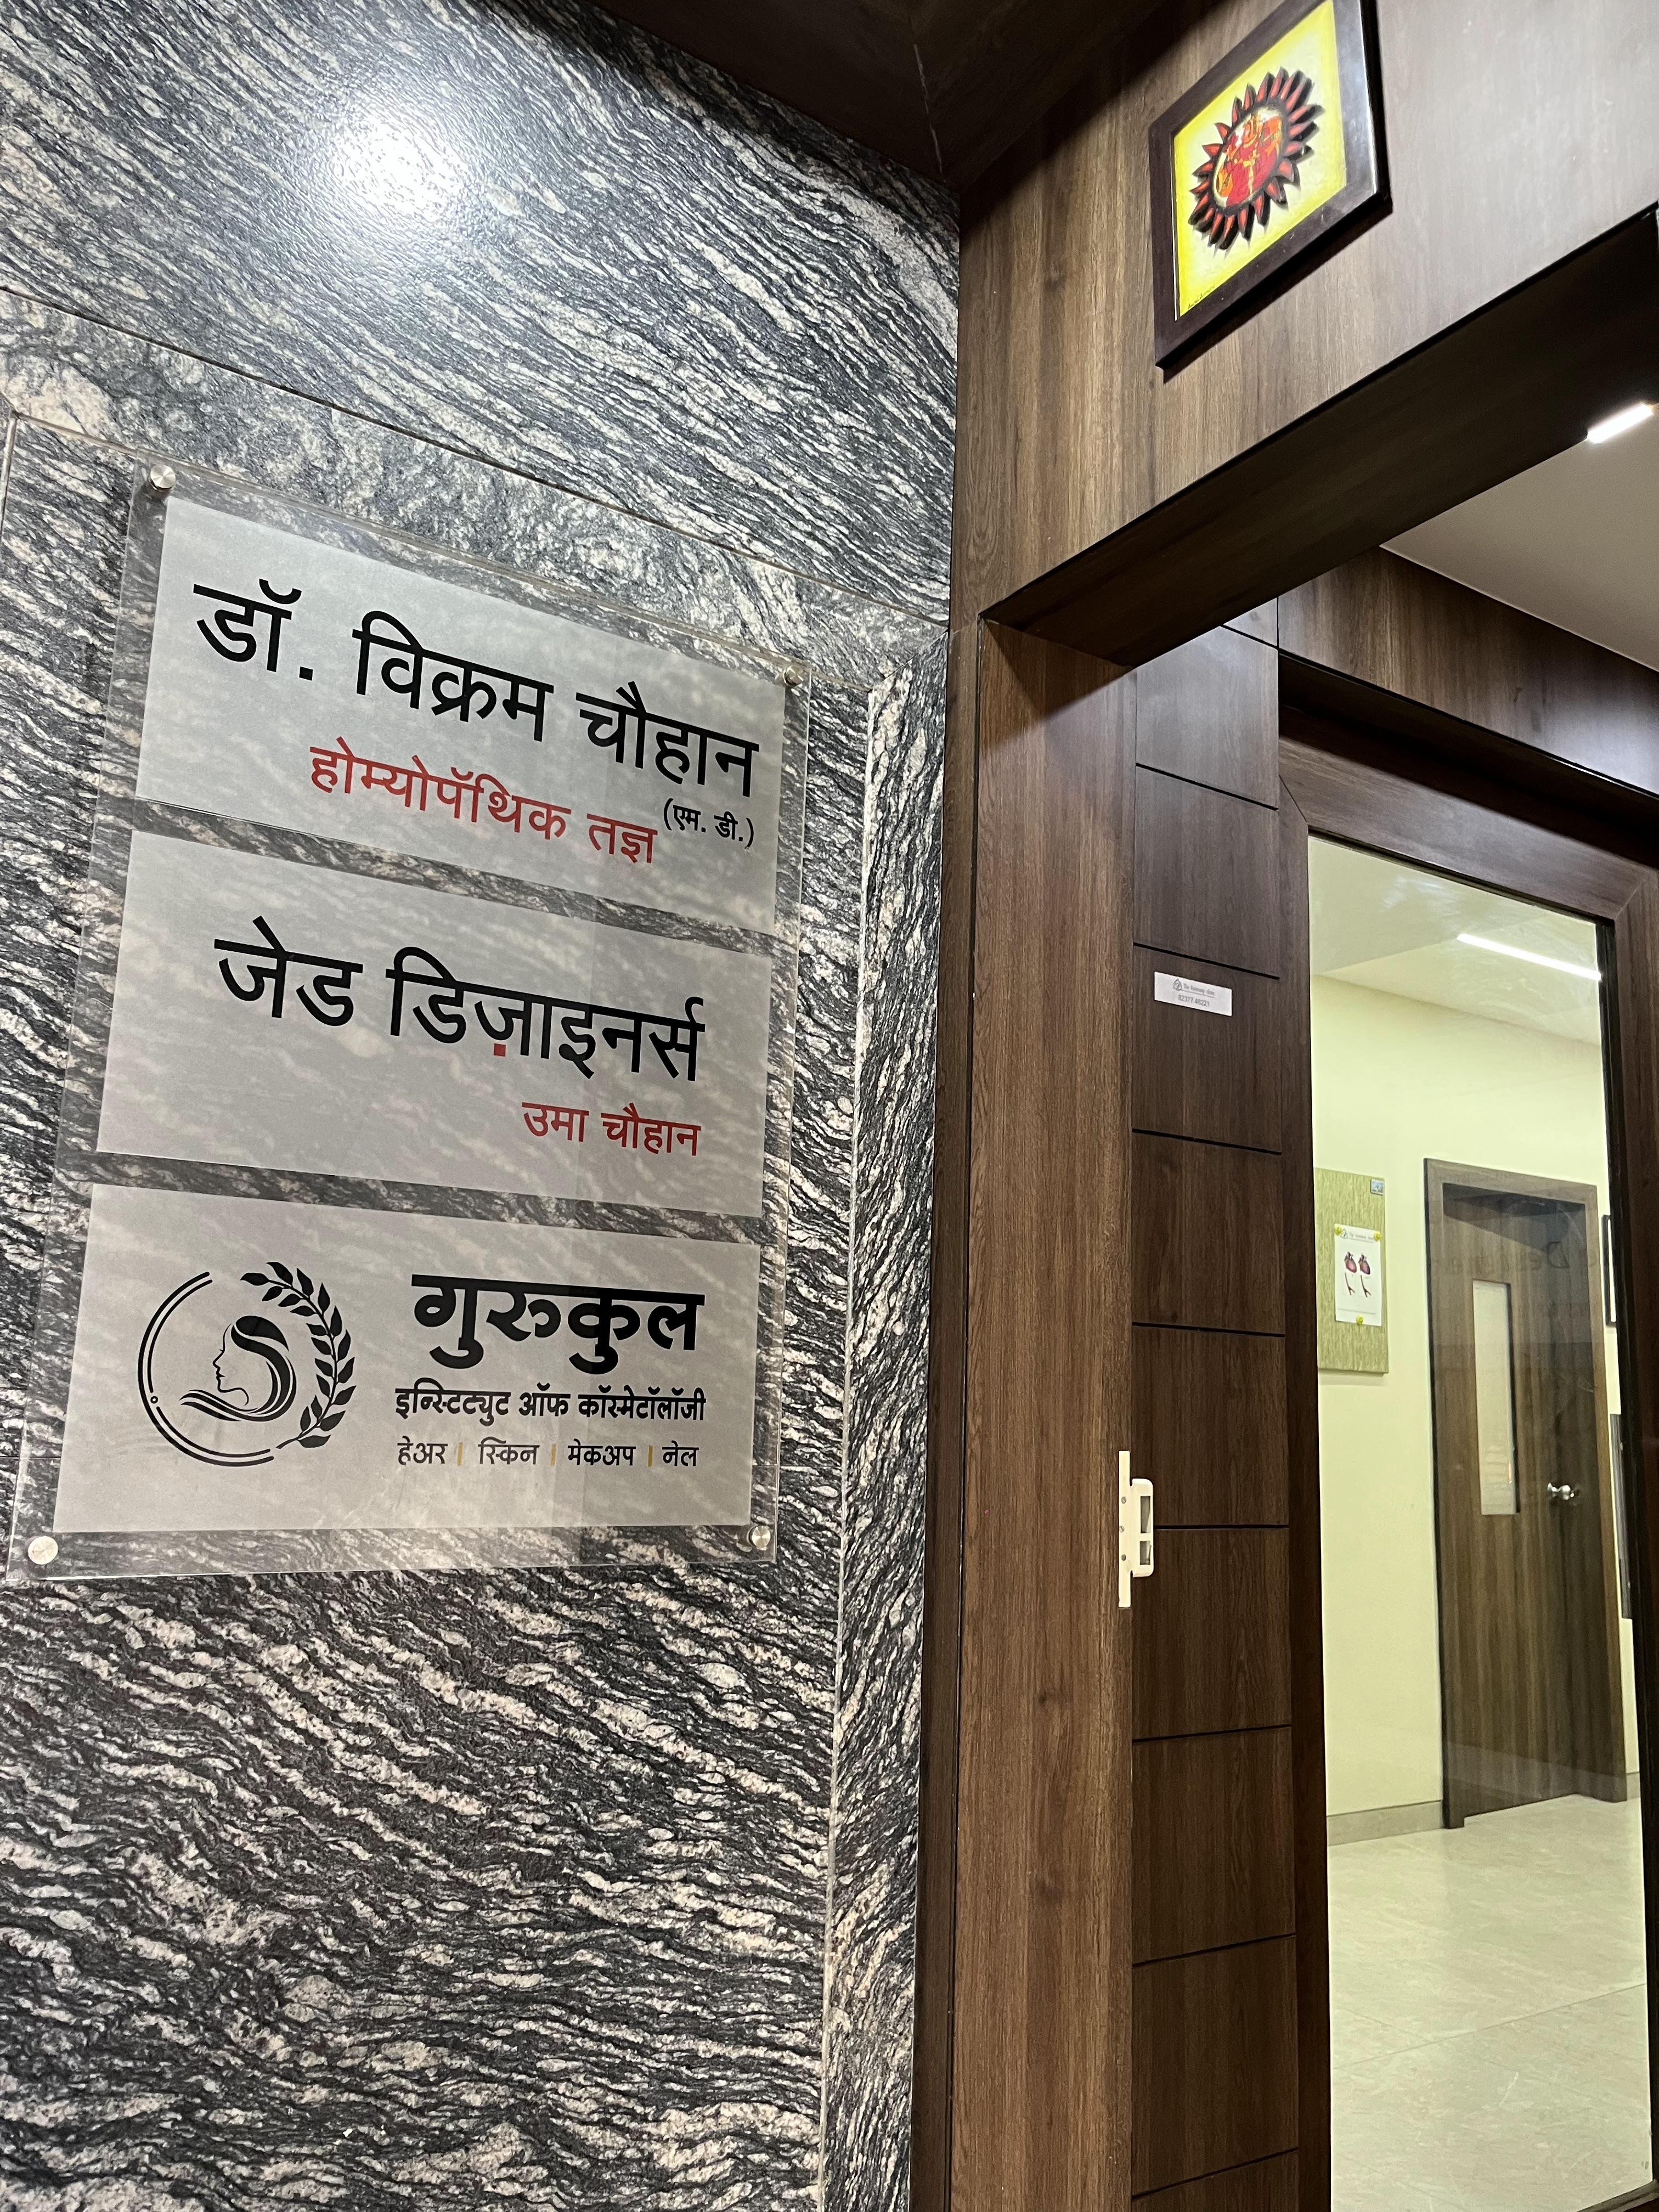 डॉ. विक्रम चौहान
(एम. डी.)
होम्योपॅथिक तज्ञ
जेड डिज़ाइनर्स
उमा चौहान
गुरुकुल
इन्स्टिट्युट ऑफ कॉस्मेटॉलॉजी
हेअर | स्किन | मेकअप | नेल